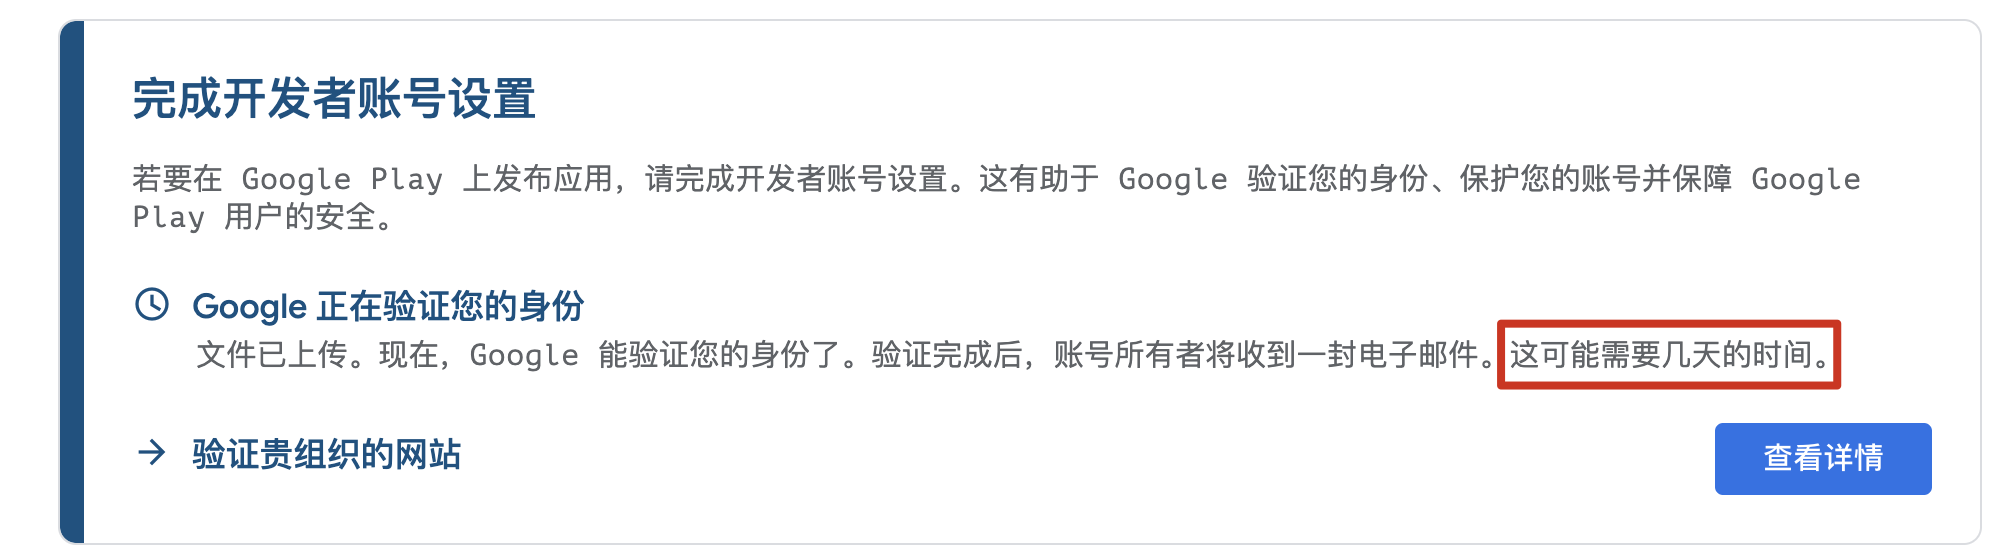 完成开发者账号设置
若要在 Google Play 上发布应用，请完成开发者账号设置。这有助于 Google 验证您的身份、保护您的账号并保障 Google
Play 用户的安全。
Google 正在验证您的身份
文件已上传。现在，Google 能验证您的身份了。验证完成后，账号所有者将收到一封电子邮件。这可能需要几天的时间。
验证贵组织的网站
查看详情